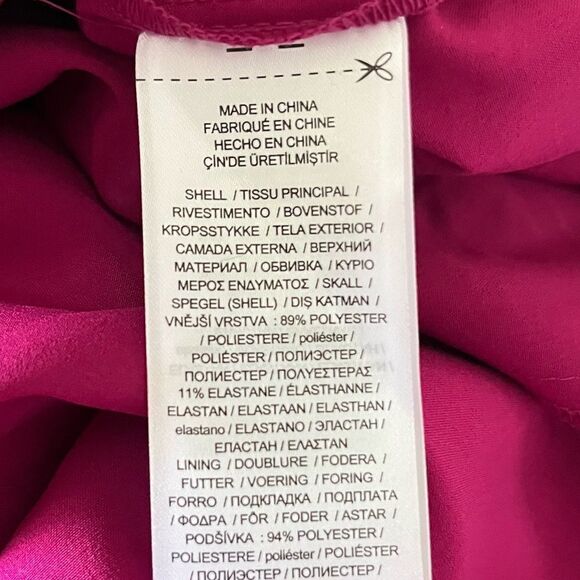 MADE IN CHINA
FABRIQUÉ EN CHINE
HECHO EN CHINA
ÇİN'DE ÜRETİLMİŞTİR
SHELL / TISSU PRINCIPAL /
RIVESTIMENTO / BOVENSTOF /
KROPSSTYKKE / TELA EXTERIOR /
CAMADA EXTERNA / ВЕРХНИЙ
МАТЕРИАЛ / ОБВИВКА / ΚΥΡΙΟ
ΜΕΡΟΣ ΕΝΔΥΜΑΤΟΣ / SKALL /
SPEGEL (SHELL) / DIŞ KATMAN /
VNĚJŠÍ VRSTVA : 89% POLYESTER
/ POLIESTERE / poliéster /
POLIÉSTER / ПОЛИЭСТЕР /
ПОЛИЕСТЕР / ΠΟΛΥΕΣΤΕΡΑΣ
11% ELASTANE / ÉLASTHANNE /
ELASTAN / ELASTAAN / ELASTHAN /
elastano / ELASTANO / ЭЛАСТАН /
ЕЛАСТАН / ΕΛΑΣΤΑΝ
LINING / DOUBLURE / FODERA /
FUTTER / VOERING / FORING /
FORRO / ПОДКЛАДКА / ПОДПЛАТА
/ ΦΟΔΡΑ / FÔR / FODER / ASTAR /
PODŠÍVKA : 94% POLYESTER /
POLIESTERE / poliéster / POLIÉSTER
/ ПОЛИЭСТЕР / ПОЛИЕСТЕР /